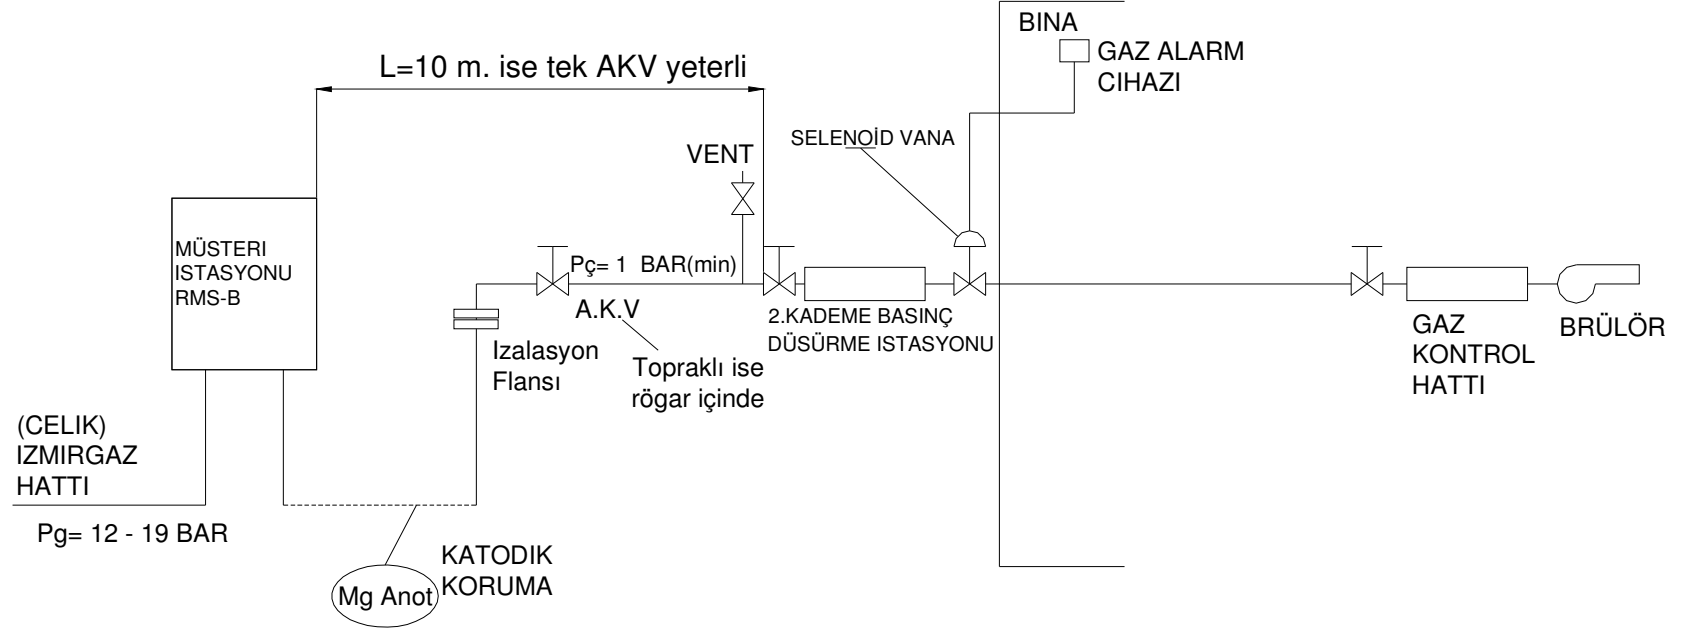 BINA
GAZ ALARM
CIHAZI
L=10 m. ise tek AKV yeterli
SELENOİD VANA
VENT
MÜSTERI
ISTASYONU
RMS-B
Pç= 1 BAR(min)
A.K.V
2.KADEME BASINÇ
DÜSÜRME ISTASYONU
Izalasyon
Flansı
Topraklı ise
rögar içinde
GAZ
KONTROL
HATTI
BRÜLÖR
(CELIK)
IZMIRGAZ
HATTI
Pg= 12 - 19 BAR
KATODIK
KORUMA
Mg Anot